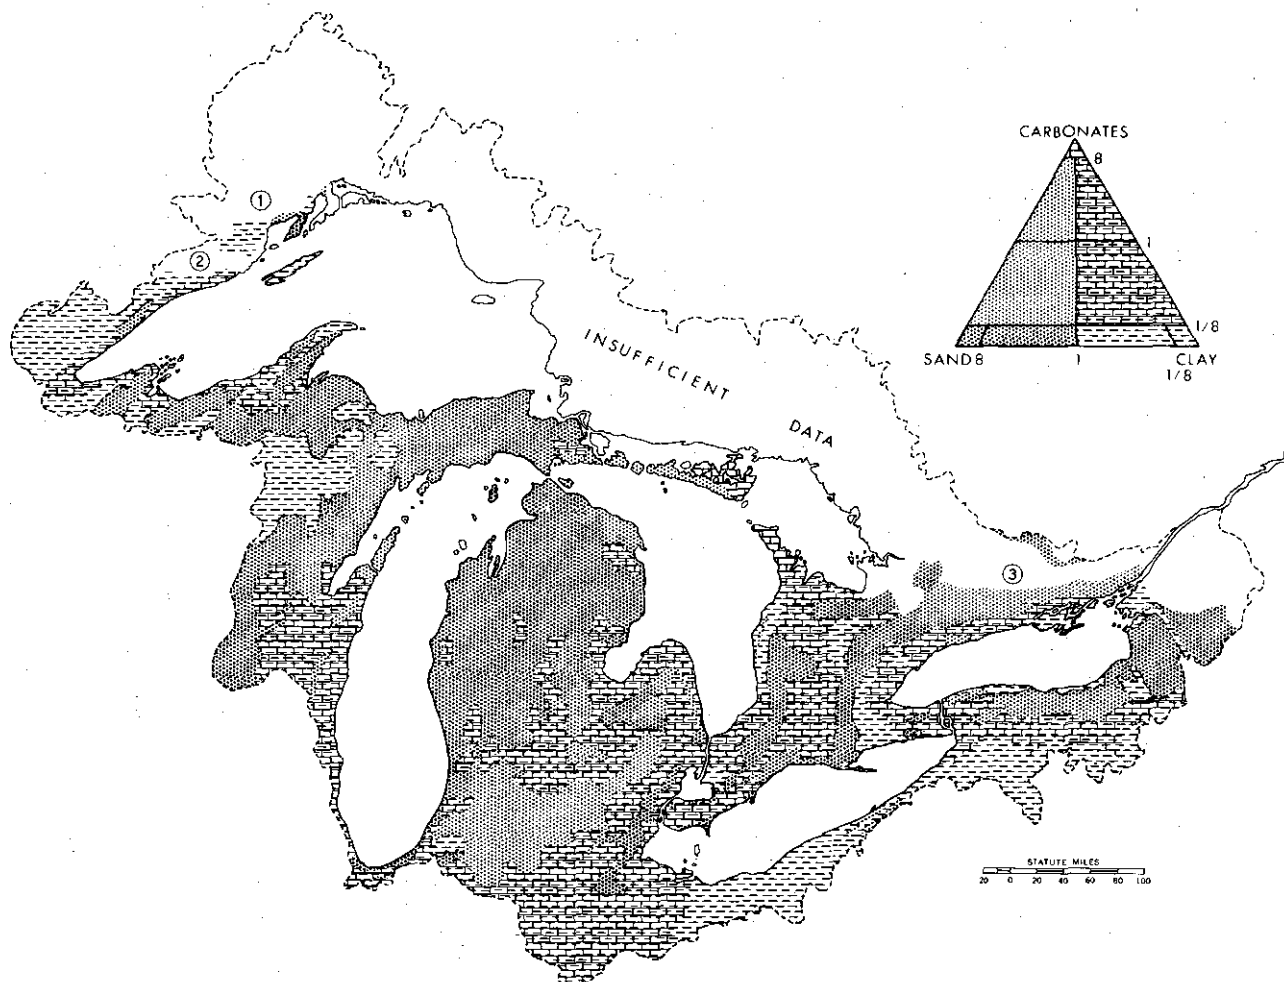 CARBONATES
8
1
1/8
SAND 8
1
CLAY
1/8
①
②
INSUFFICIENT
DATA
③
STATUTE MILES
20 0 20 40 60 80 100